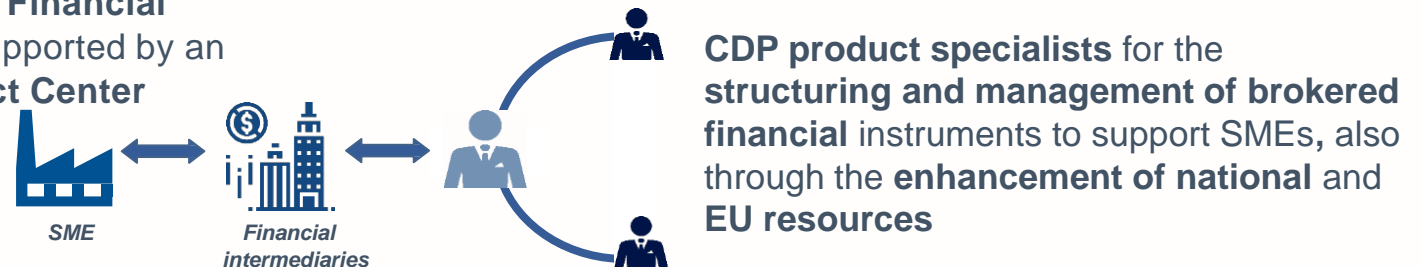 Financial
pported by an
ct Center
SME
Financial
intermediaries
CDP product specialists for the
structuring and management of brokered
financial instruments to support SMEs, also
through the enhancement of national and
EU resources